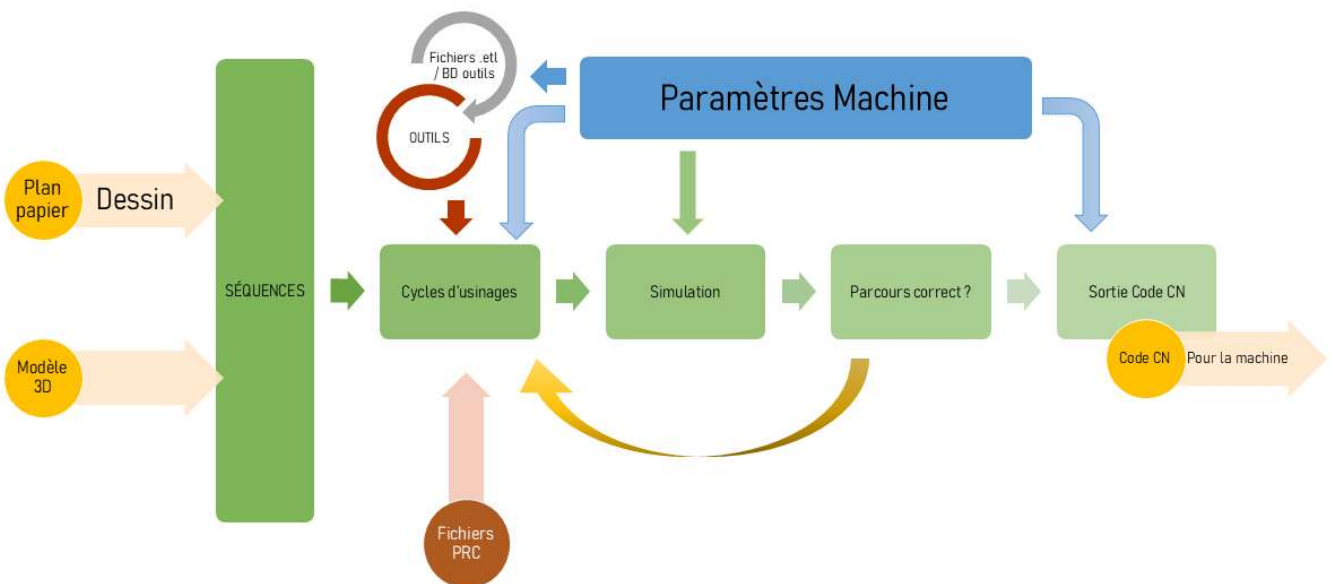 Fichiers .etl
/ BD outils
Paramètres Machine
OUTILS
Plan
papier
Dessin
SÉQUENCES
Cycles d'usinages
Simulation
Parcours correct ?
Sortie Code CN
Modèle
3D
Code CN
Pour la machine
Fichiers
PRC